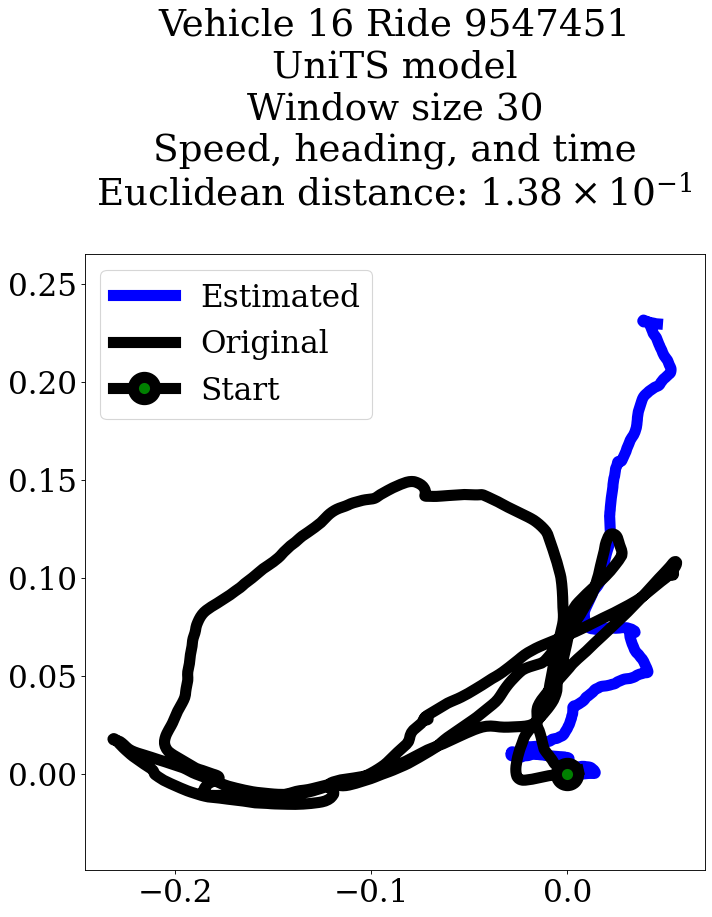 Vehicle 16 Ride 9547451
UniTS model
Window size 30
Speed, heading, and time
Euclidean distance: 1.38 × 10⁻¹
0.25
Estimated
Original
Start
0.20
0.15
0.10
0.05
0.00
−0.2
−0.1
0.0